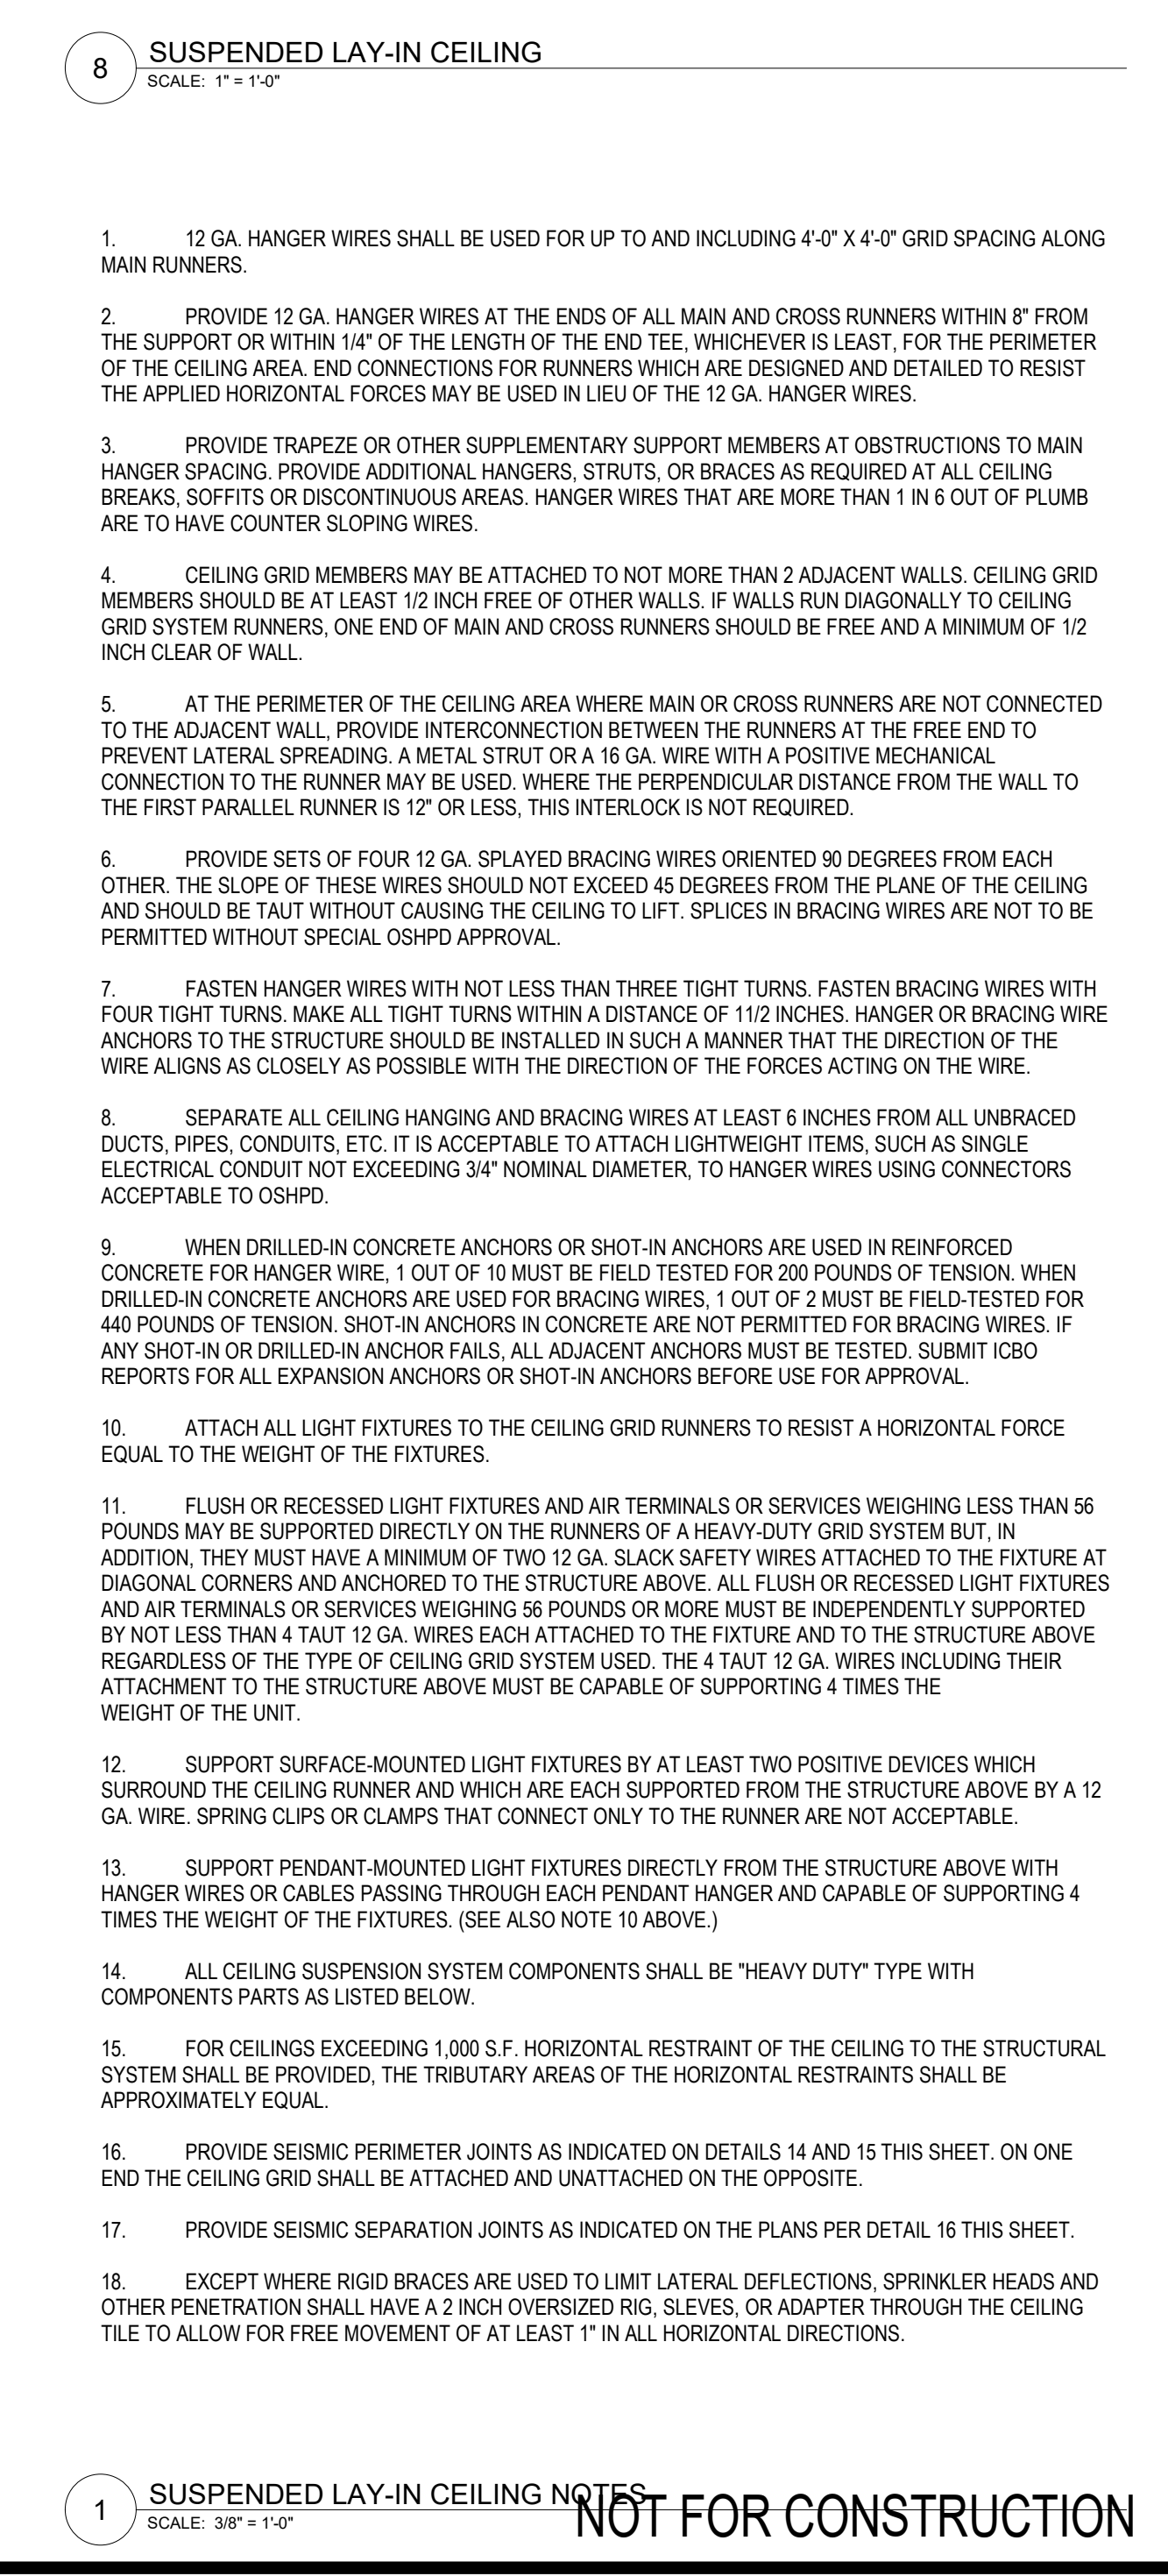 8
SUSPENDED LAY-IN CEILING
SCALE: 1" = 1'-0"
1. 12 GA. HANGER WIRES SHALL BE USED FOR UP TO AND INCLUDING 4'-0" X 4'-0" GRID SPACING ALONG
MAIN RUNNERS.
2. PROVIDE 12 GA. HANGER WIRES AT THE ENDS OF ALL MAIN AND CROSS RUNNERS WITHIN 8" FROM
THE SUPPORT OR WITHIN 1/4" OF THE LENGTH OF THE END TEE, WHICHEVER IS LEAST, FOR THE PERIMETER
OF THE CEILING AREA. END CONNECTIONS FOR RUNNERS WHICH ARE DESIGNED AND DETAILED TO RESIST
THE APPLIED HORIZONTAL FORCES MAY BE USED IN LIEU OF THE 12 GA. HANGER WIRES.
3. PROVIDE TRAPEZE OR OTHER SUPPLEMENTARY SUPPORT MEMBERS AT OBSTRUCTIONS TO MAIN
HANGER SPACING. PROVIDE ADDITIONAL HANGERS, STRUTS, OR BRACES AS REQUIRED AT ALL CEILING
BREAKS, SOFFITS OR DISCONTINUOUS AREAS. HANGER WIRES THAT ARE MORE THAN 1 IN 6 OUT OF PLUMB
ARE TO HAVE COUNTER SLOPING WIRES.
4. CEILING GRID MEMBERS MAY BE ATTACHED TO NOT MORE THAN 2 ADJACENT WALLS. CEILING GRID
MEMBERS SHOULD BE AT LEAST 1/2 INCH FREE OF OTHER WALLS. IF WALLS RUN DIAGONALLY TO CEILING
GRID SYSTEM RUNNERS, ONE END OF MAIN AND CROSS RUNNERS SHOULD BE FREE AND A MINIMUM OF 1/2
INCH CLEAR OF WALL.
5. AT THE PERIMETER OF THE CEILING AREA WHERE MAIN OR CROSS RUNNERS ARE NOT CONNECTED
TO THE ADJACENT WALL, PROVIDE INTERCONNECTION BETWEEN THE RUNNERS AT THE FREE END TO
PREVENT LATERAL SPREADING. A METAL STRUT OR A 16 GA. WIRE WITH A POSITIVE MECHANICAL
CONNECTION TO THE RUNNER MAY BE USED. WHERE THE PERPENDICULAR DISTANCE FROM THE WALL TO
THE FIRST PARALLEL RUNNER IS 12" OR LESS, THIS INTERLOCK IS NOT REQUIRED.
6. PROVIDE SETS OF FOUR 12 GA. SPLAYED BRACING WIRES ORIENTED 90 DEGREES FROM EACH
OTHER. THE SLOPE OF THESE WIRES SHOULD NOT EXCEED 45 DEGREES FROM THE PLANE OF THE CEILING
AND SHOULD BE TAUT WITHOUT CAUSING THE CEILING TO LIFT. SPLICES IN BRACING WIRES ARE NOT TO BE
PERMITTED WITHOUT SPECIAL OSHPD APPROVAL.
7. FASTEN HANGER WIRES WITH NOT LESS THAN THREE TIGHT TURNS. FASTEN BRACING WIRES WITH
FOUR TIGHT TURNS. MAKE ALL TIGHT TURNS WITHIN A DISTANCE OF 11/2 INCHES. HANGER OR BRACING WIRE
ANCHORS TO THE STRUCTURE SHOULD BE INSTALLED IN SUCH A MANNER THAT THE DIRECTION OF THE
WIRE ALIGNS AS CLOSELY AS POSSIBLE WITH THE DIRECTION OF THE FORCES ACTING ON THE WIRE.
8. SEPARATE ALL CEILING HANGING AND BRACING WIRES AT LEAST 6 INCHES FROM ALL UNBRACED
DUCTS, PIPES, CONDUITS, ETC. IT IS ACCEPTABLE TO ATTACH LIGHTWEIGHT ITEMS, SUCH AS SINGLE
ELECTRICAL CONDUIT NOT EXCEEDING 3/4" NOMINAL DIAMETER, TO HANGER WIRES USING CONNECTORS
ACCEPTABLE TO OSHPD.
9. WHEN DRILLED-IN CONCRETE ANCHORS OR SHOT-IN ANCHORS ARE USED IN REINFORCED
CONCRETE FOR HANGER WIRE, 1 OUT OF 10 MUST BE FIELD TESTED FOR 200 POUNDS OF TENSION. WHEN
DRILLED-IN CONCRETE ANCHORS ARE USED FOR BRACING WIRES, 1 OUT OF 2 MUST BE FIELD-TESTED FOR
440 POUNDS OF TENSION. SHOT-IN ANCHORS IN CONCRETE ARE NOT PERMITTED FOR BRACING WIRES. IF
ANY SHOT-IN OR DRILLED-IN ANCHOR FAILS, ALL ADJACENT ANCHORS MUST BE TESTED. SUBMIT ICBO
REPORTS FOR ALL EXPANSION ANCHORS OR SHOT-IN ANCHORS BEFORE USE FOR APPROVAL.
10. ATTACH ALL LIGHT FIXTURES TO THE CEILING GRID RUNNERS TO RESIST A HORIZONTAL FORCE
EQUAL TO THE WEIGHT OF THE FIXTURES.
11. FLUSH OR RECESSED LIGHT FIXTURES AND AIR TERMINALS OR SERVICES WEIGHING LESS THAN 56
POUNDS MAY BE SUPPORTED DIRECTLY ON THE RUNNERS OF A HEAVY-DUTY GRID SYSTEM BUT, IN
ADDITION, THEY MUST HAVE A MINIMUM OF TWO 12 GA. SLACK SAFETY WIRES ATTACHED TO THE FIXTURE AT
DIAGONAL CORNERS AND ANCHORED TO THE STRUCTURE ABOVE. ALL FLUSH OR RECESSED LIGHT FIXTURES
AND AIR TERMINALS OR SERVICES WEIGHING 56 POUNDS OR MORE MUST BE INDEPENDENTLY SUPPORTED
BY NOT LESS THAN 4 TAUT 12 GA. WIRES EACH ATTACHED TO THE FIXTURE AND TO THE STRUCTURE ABOVE
REGARDLESS OF THE TYPE OF CEILING GRID SYSTEM USED. THE 4 TAUT 12 GA. WIRES INCLUDING THEIR
ATTACHMENT TO THE STRUCTURE ABOVE MUST BE CAPABLE OF SUPPORTING 4 TIMES THE
WEIGHT OF THE UNIT.
12. SUPPORT SURFACE-MOUNTED LIGHT FIXTURES BY AT LEAST TWO POSITIVE DEVICES WHICH
SURROUND THE CEILING RUNNER AND WHICH ARE EACH SUPPORTED FROM THE STRUCTURE ABOVE BY A 12
GA. WIRE. SPRING CLIPS OR CLAMPS THAT CONNECT ONLY TO THE RUNNER ARE NOT ACCEPTABLE.
13. SUPPORT PENDANT-MOUNTED LIGHT FIXTURES DIRECTLY FROM THE STRUCTURE ABOVE WITH
HANGER WIRES OR CABLES PASSING THROUGH EACH PENDANT HANGER AND CAPABLE OF SUPPORTING 4
TIMES THE WEIGHT OF THE FIXTURES. (SEE ALSO NOTE 10 ABOVE.)
14. ALL CEILING SUSPENSION SYSTEM COMPONENTS SHALL BE "HEAVY DUTY" TYPE WITH
COMPONENTS PARTS AS LISTED BELOW.
15. FOR CEILINGS EXCEEDING 1,000 S.F. HORIZONTAL RESTRAINT OF THE CEILING TO THE STRUCTURAL
SYSTEM SHALL BE PROVIDED, THE TRIBUTARY AREAS OF THE HORIZONTAL RESTRAINTS SHALL BE
APPROXIMATELY EQUAL.
16. PROVIDE SEISMIC PERIMETER JOINTS AS INDICATED ON DETAILS 14 AND 15 THIS SHEET. ON ONE
END THE CEILING GRID SHALL BE ATTACHED AND UNATTACHED ON THE OPPOSITE.
17. PROVIDE SEISMIC SEPARATION JOINTS AS INDICATED ON THE PLANS PER DETAIL 16 THIS SHEET.
18. EXCEPT WHERE RIGID BRACES ARE USED TO LIMIT LATERAL DEFLECTIONS, SPRINKLER HEADS AND
OTHER PENETRATION SHALL HAVE A 2 INCH OVERSIZED RIG, SLEVES, OR ADAPTER THROUGH THE CEILING
TILE TO ALLOW FOR FREE MOVEMENT OF AT LEAST 1" IN ALL HORIZONTAL DIRECTIONS.
1
SUSPENDED LAY-IN CEILING NOTES
SCALE: 3/8" = 1'-0"
NOT FOR CONSTRUCTION